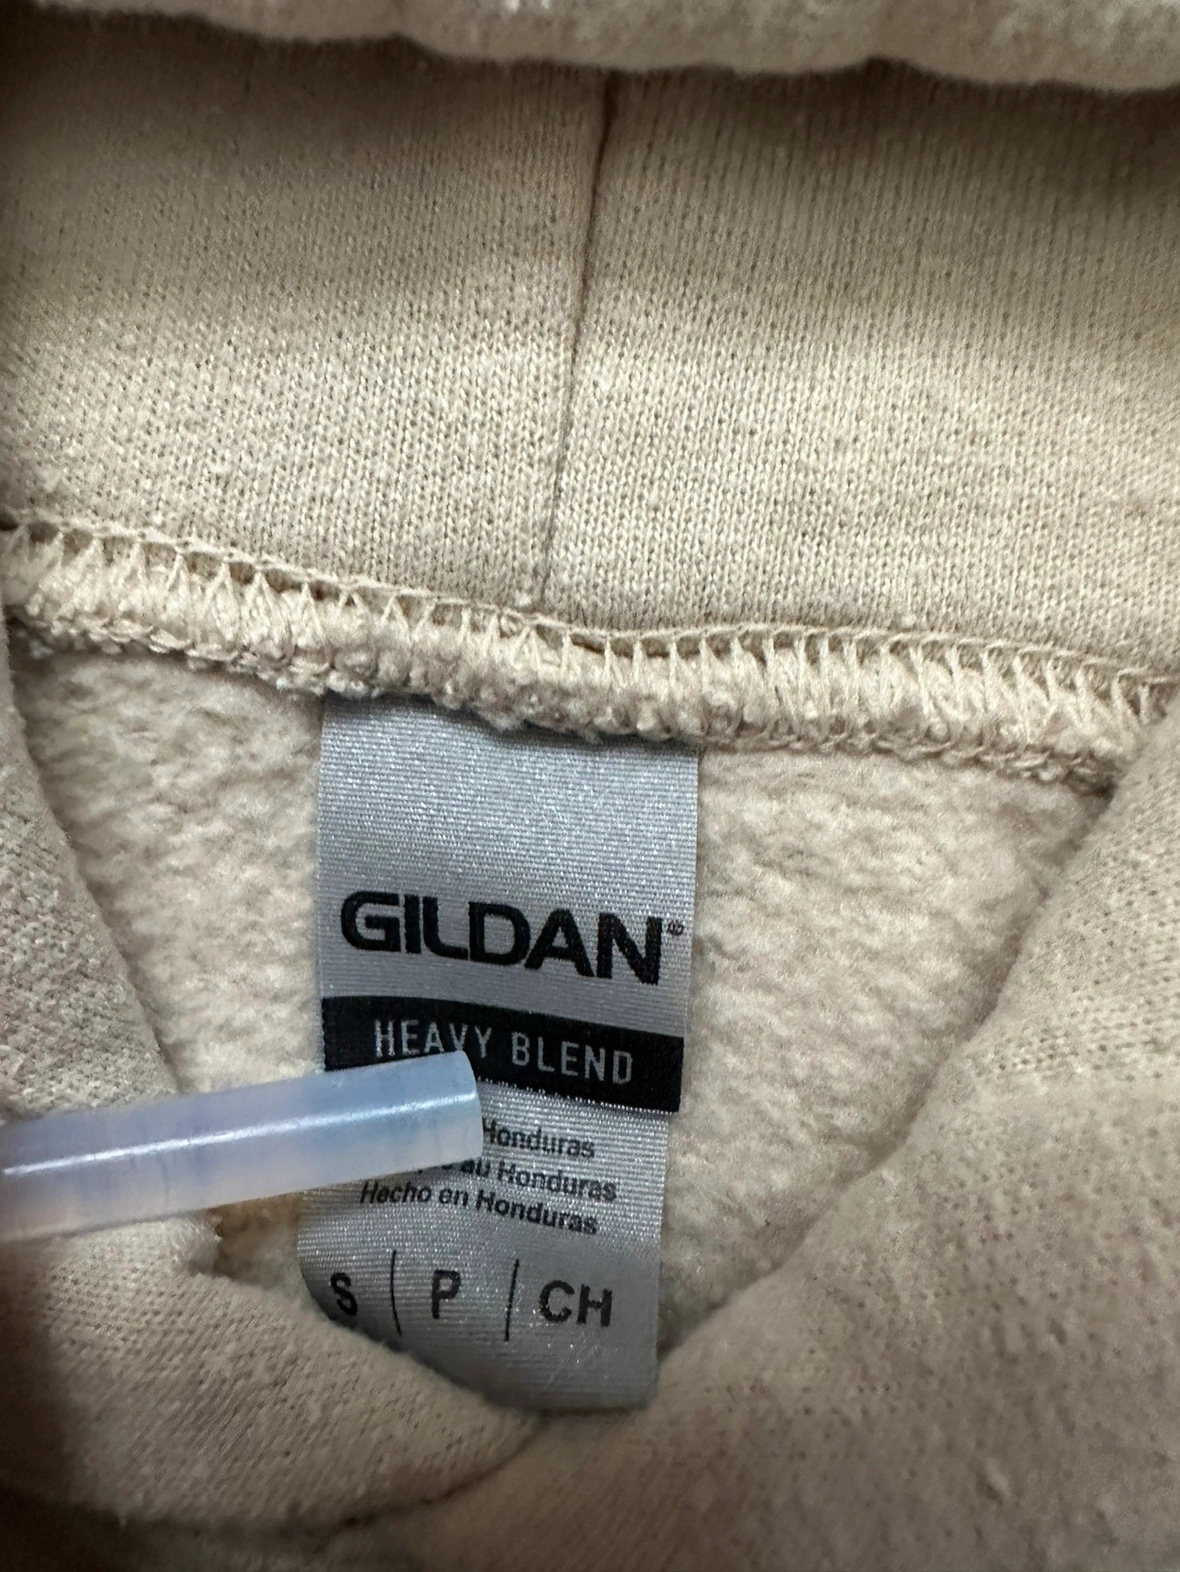 GILDAN®
HEAVY BLEND
Honduras
au Honduras
Hecho en Honduras
S | P | CH